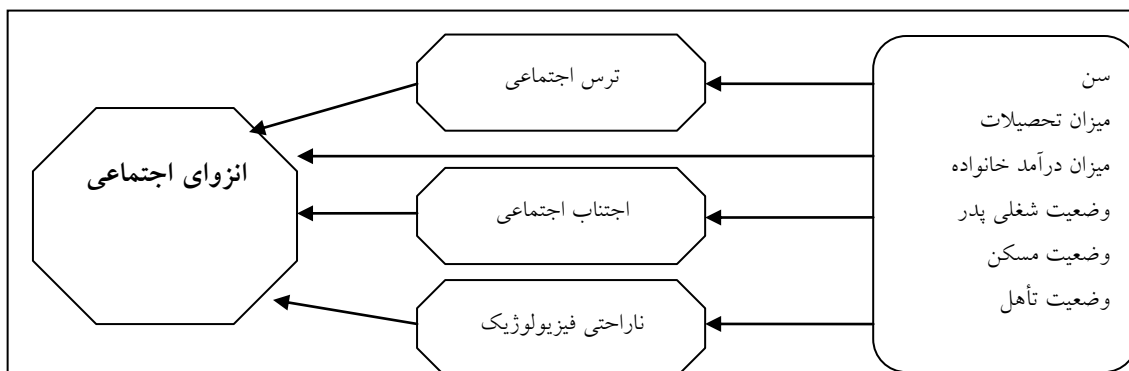 سن
میزان تحصیلات
میزان درآمد خانواده
وضعیت شغلی پدر
وضعیت مسکن
وضعیت تأهل
ترس اجتماعی
اجتناب اجتماعی
ناراحتی فیزیولوژیک
انزوای اجتماعی